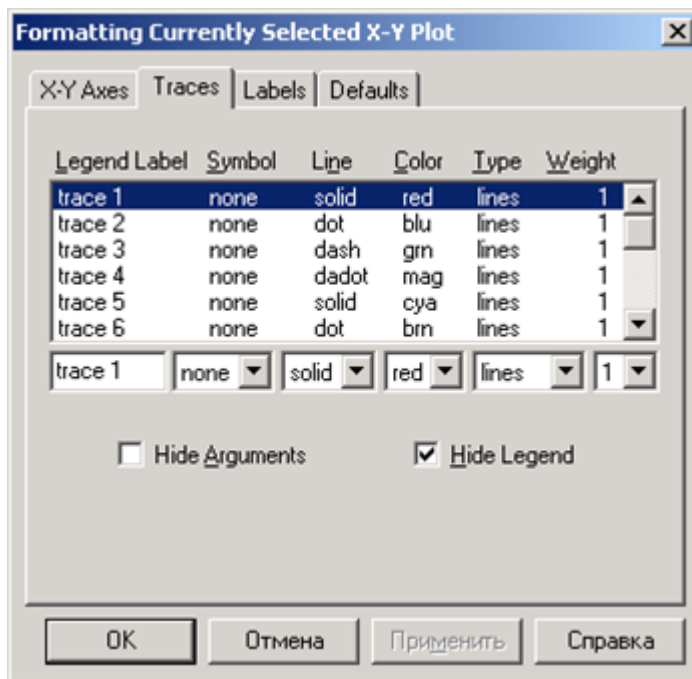 Formatting Currently Selected X-Y Plot
X-Y Axes Traces Labels Defaults
Legend Label Symbol Line Color Type Weight
trace 1 none solid red lines 1
trace 2 none dot blu lines 1
trace 3 none dash grn lines 1
trace 4 none dadot mag lines 1
trace 5 none solid cya lines 1
trace 6 none dot brn lines 1
trace 1 none solid red lines 1
Hide Arguments Hide Legend
OK Отмена Применить Справка